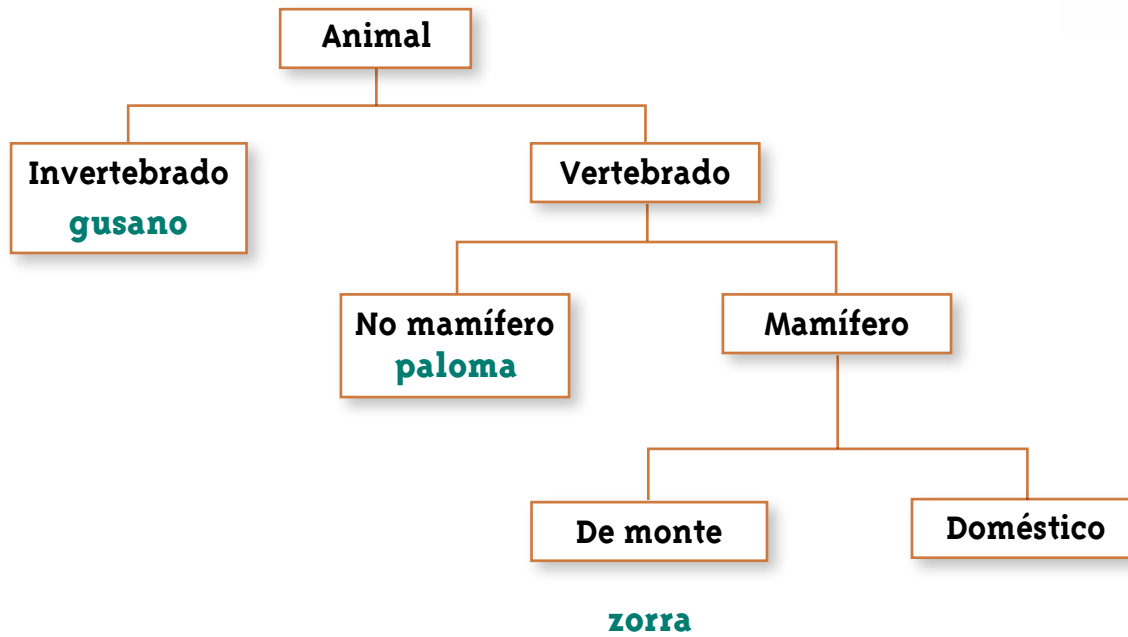 Animal
Invertebrado
gusano
Vertebrado
No mamífero
paloma
Mamífero
De monte
Doméstico
zorra